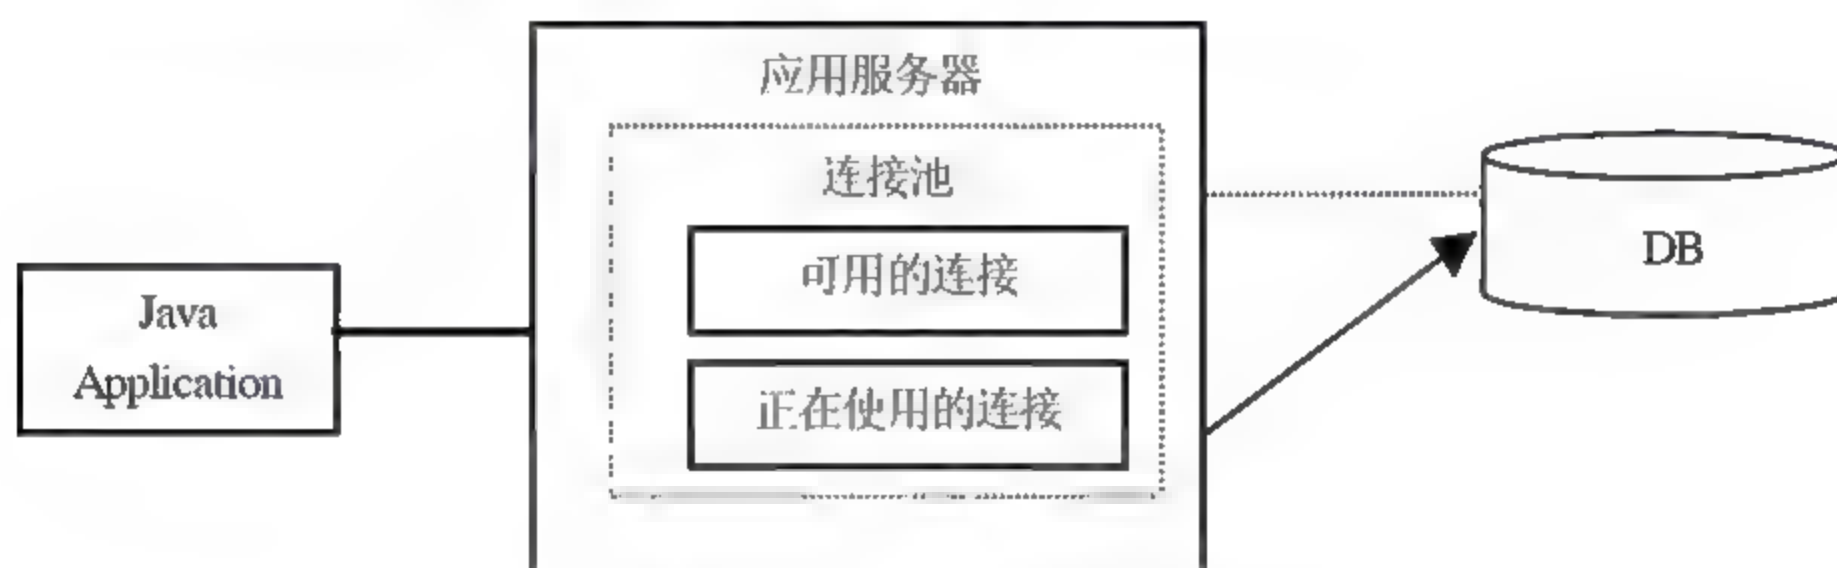 应用服务器
连接池
可用的连接
正在使用的连接
Java
Application
DB